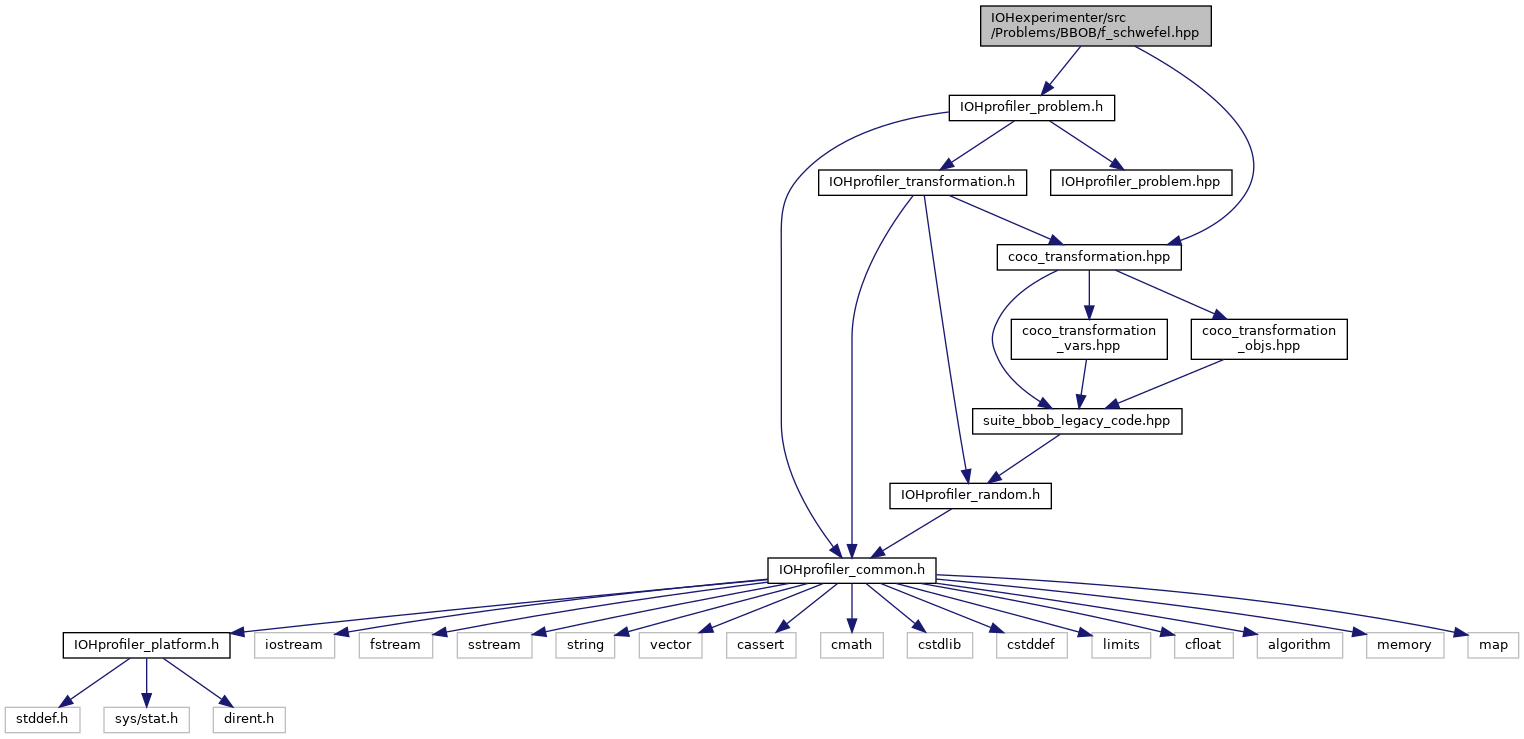 IOHexperimenter/src
/Problems/BBOB/f_schwefel.hpp
IOHprofiler_problem.h
IOHprofiler_transformation.h
IOHprofiler_problem.hpp
coco_transformation.hpp
coco_transformation
_vars.hpp
coco_transformation
_objs.hpp
suite_bbob_legacy_code.hpp
IOHprofiler_random.h
IOHprofiler_common.h
IOHprofiler_platform.h
iostream
fstream
sstream
string
vector
cassert
cmath
cstdlib
cstddef
limits
cfloat
algorithm
memory
map
stddef.h
sys/stat.h
dirent.h